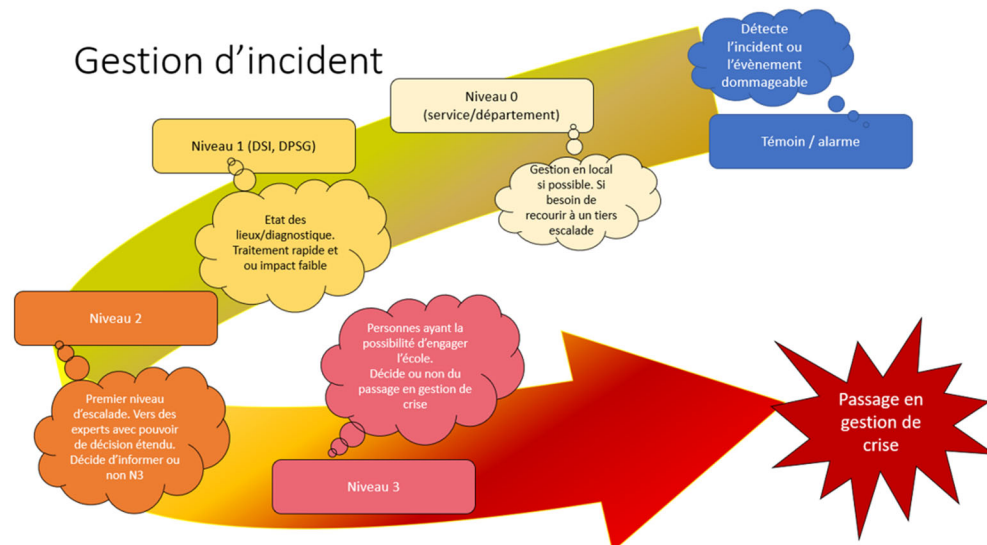 Gestion d'incident
Détecte
l'incident ou
l'évènement
dommageable
Témoin / alarme
Niveau 0
(service/département)
Gestion en local
si possible. Si
besoin de
recourir à un tiers
escalade
Niveau 1 (DSI, DPSG)
Etat des
lieux/diagnostique.
Traitement rapide et
ou impact faible
Niveau 2
Premier niveau
d'escalade. Vers des
experts avec pouvoir
de décision étendu.
Décide d'informer ou
non N3
Personnes ayant la
possibilité d'engager
l'école.
Décide ou non du
passage en gestion de
crise
Niveau 3
Passage en
gestion de
crise